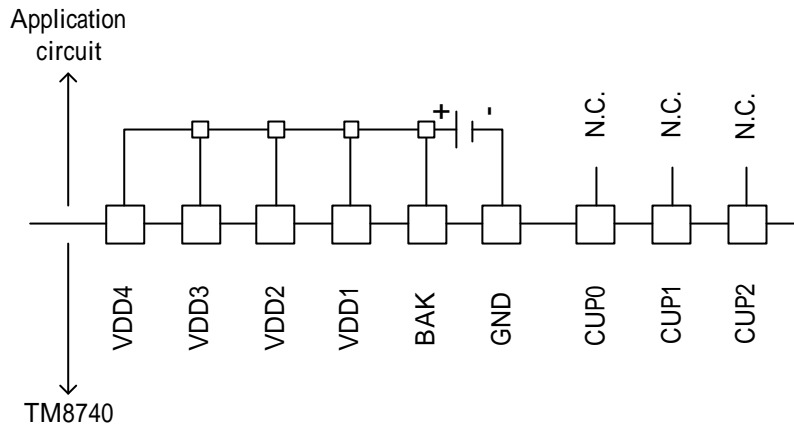 Application
circuit
+
-
N.C.
N.C.
N.C.
VDD4
VDD3
VDD2
VDD1
BAK
GND
CUP0
CUP1
CUP2
TM8740